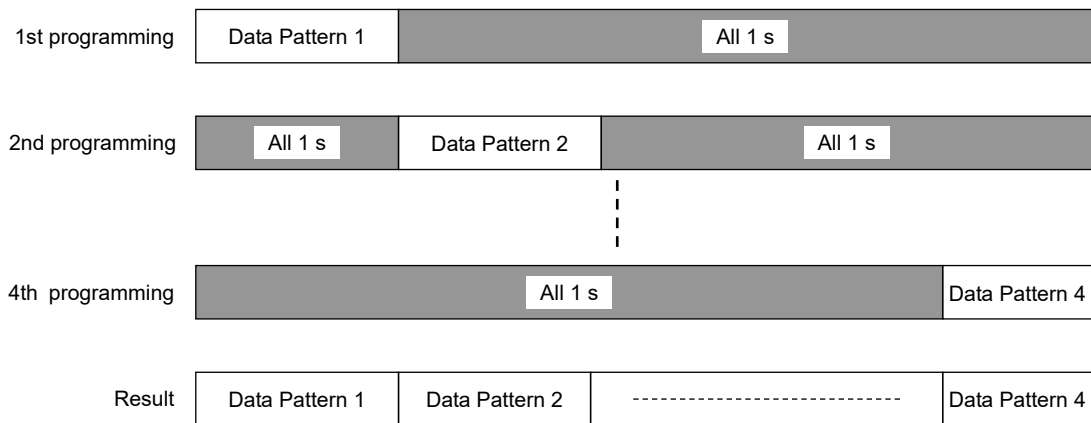 1st programming Data Pattern 1 All 1 s
2nd programming All 1 s Data Pattern 2 All 1 s
4th programming All 1 s Data Pattern 4
Result Data Pattern 1 Data Pattern 2 Data Pattern 4